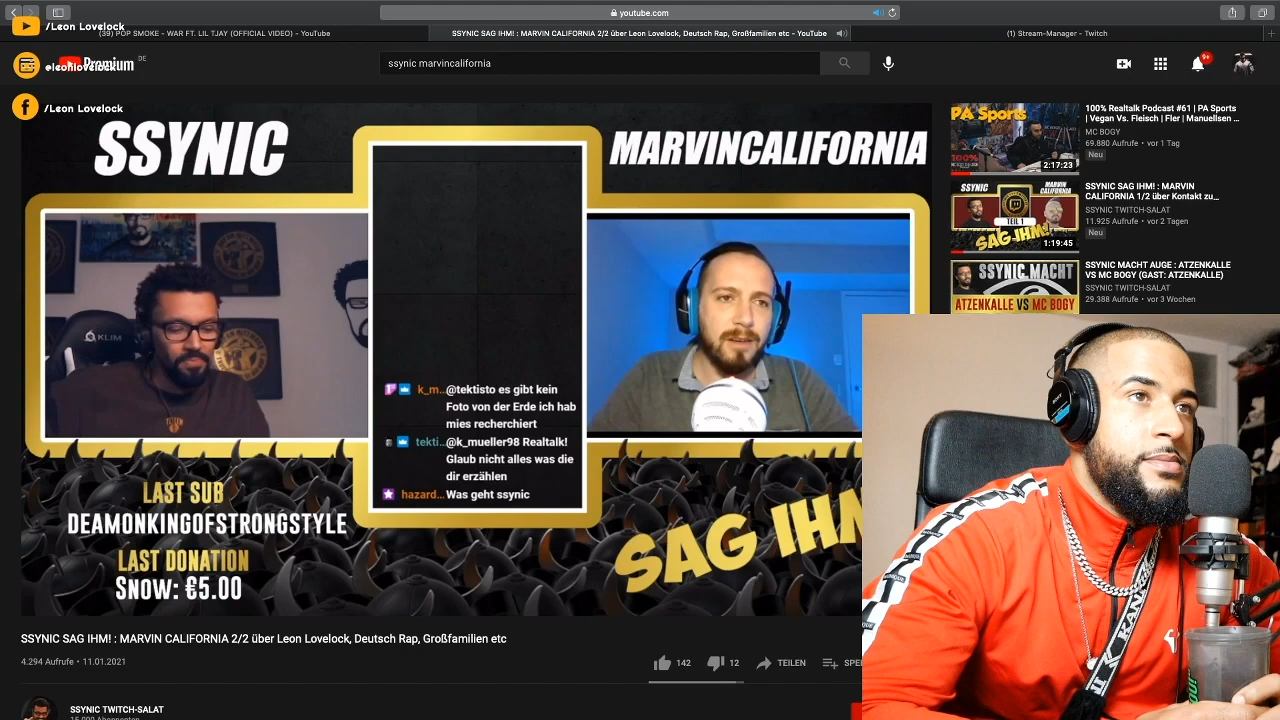 youtube.com
/Leon Lovelock
(39) POP SMOKE - WAR FT. LIL TJAY (OFFICIAL VIDEO) - YouTube
SSYNIC SAG IHM! : MARVIN CALIFORNIA 2/2 über Leon Lovelock, Deutsch Rap, Großfamilien etc - YouTube
(1) Stream-Manager - Twitch
Premium
DE
ssynic marvincalifornia
9+
/Leon Lovelock
SSYNIC
MARVINCALIFORNIA
KLIM
k_m... @tektisto es gibt kein
Foto von der Erde ich hab
mies recherchiert
tekti... @k_mueller98 Realtalk!
Glaub nicht alles was die
dir erzählen
hazard... Was geht ssynic
LAST SUB
DEAMONKINGOFSTRONGSTYLE
LAST DONATION
SNOW: €5.00
SAG IHM
SSYNIC SAG IHM! : MARVIN CALIFORNIA 2/2 über Leon Lovelock, Deutsch Rap, Großfamilien etc
4.294 Aufrufe • 11.01.2021
142
12
TEILEN
SPEI
SSYNIC TWITCH-SALAT
PA Sports
100%
2:17:23
100% Realtalk Podcast #61 | PA Sports
| Vegan Vs. Fleisch | Fler | Manuellsen ...
MC BOGY
69.880 Aufrufe • vor 1 Tag
Neu
SSYNIC
MARVIN
CALIFORNIA
TEIL 1
SAG IHM!
1:19:45
SSYNIC SAG IHM! : MARVIN
CALIFORNIA 1/2 über Kontakt zu...
SSYNIC TWITCH-SALAT
11.925 Aufrufe • vor 2 Tagen
Neu
SSYNIC MACHT
ATZENKALLE VS MC BOGY
SSYNIC MACHT AUGE : ATZENKALLE
VS MC BOGY (GAST: ATZENKALLE)
SSYNIC TWITCH-SALAT
29.388 Aufrufe • vor 3 Wochen
SONY